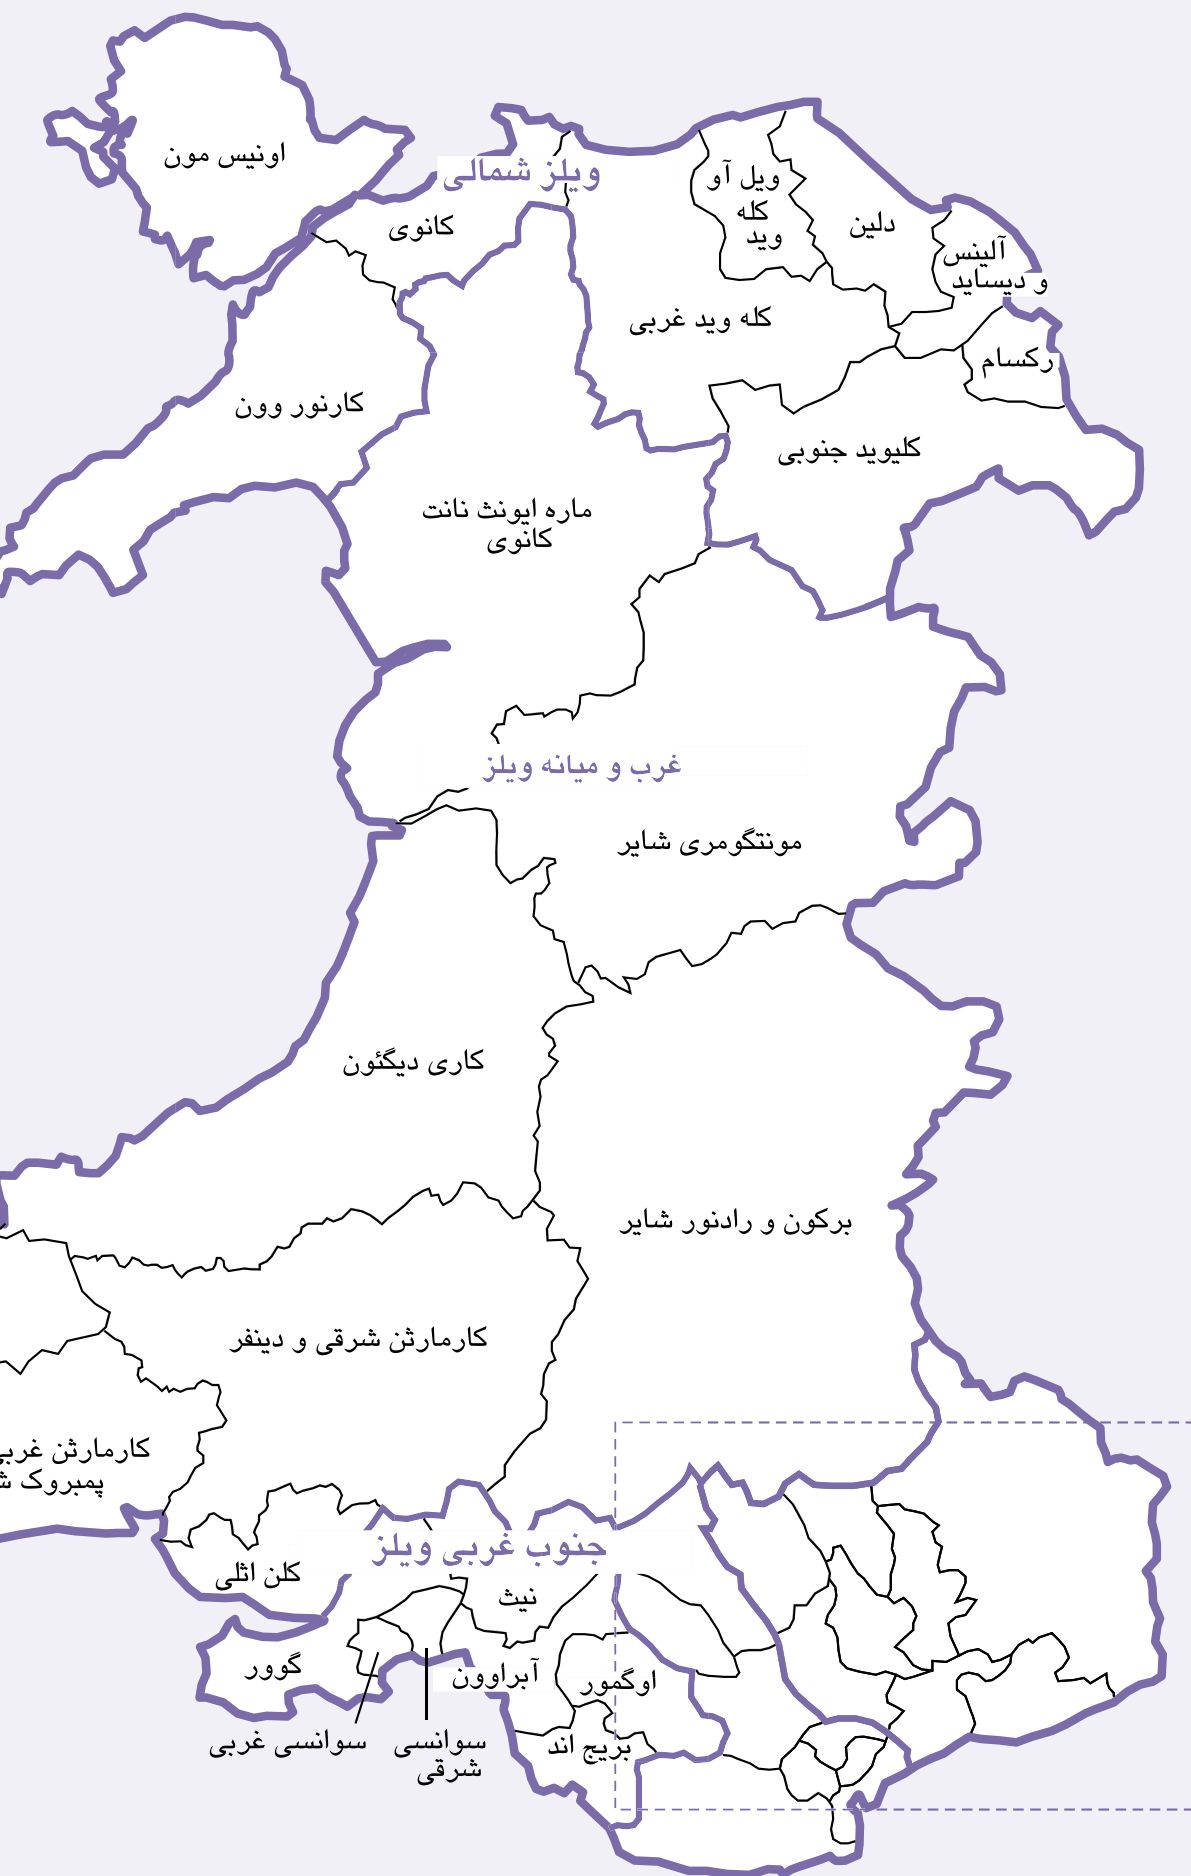 اونیس مون
ویلز شمالی
کانوی
ویل آو
کله
وید
دلین
آلینس
و دیساید
کله وید غربی
رکسام
کارنور وون
کلیوید جنوبی
ماره ایونث نانت
کانوی
غرب و میانه ویلز
مونتگومری شایر
کاری دیگئون
برکون و رادنور شایر
کارمارثن شرقی و دینفر
کارمارثن غربی
پمبروک ش
جنوب غربی ویلز
کلن اثلی
نیث
گوور
آبراوون
اوگمور
سوانسی غربی
سوانسی
شرقی
بریج اند